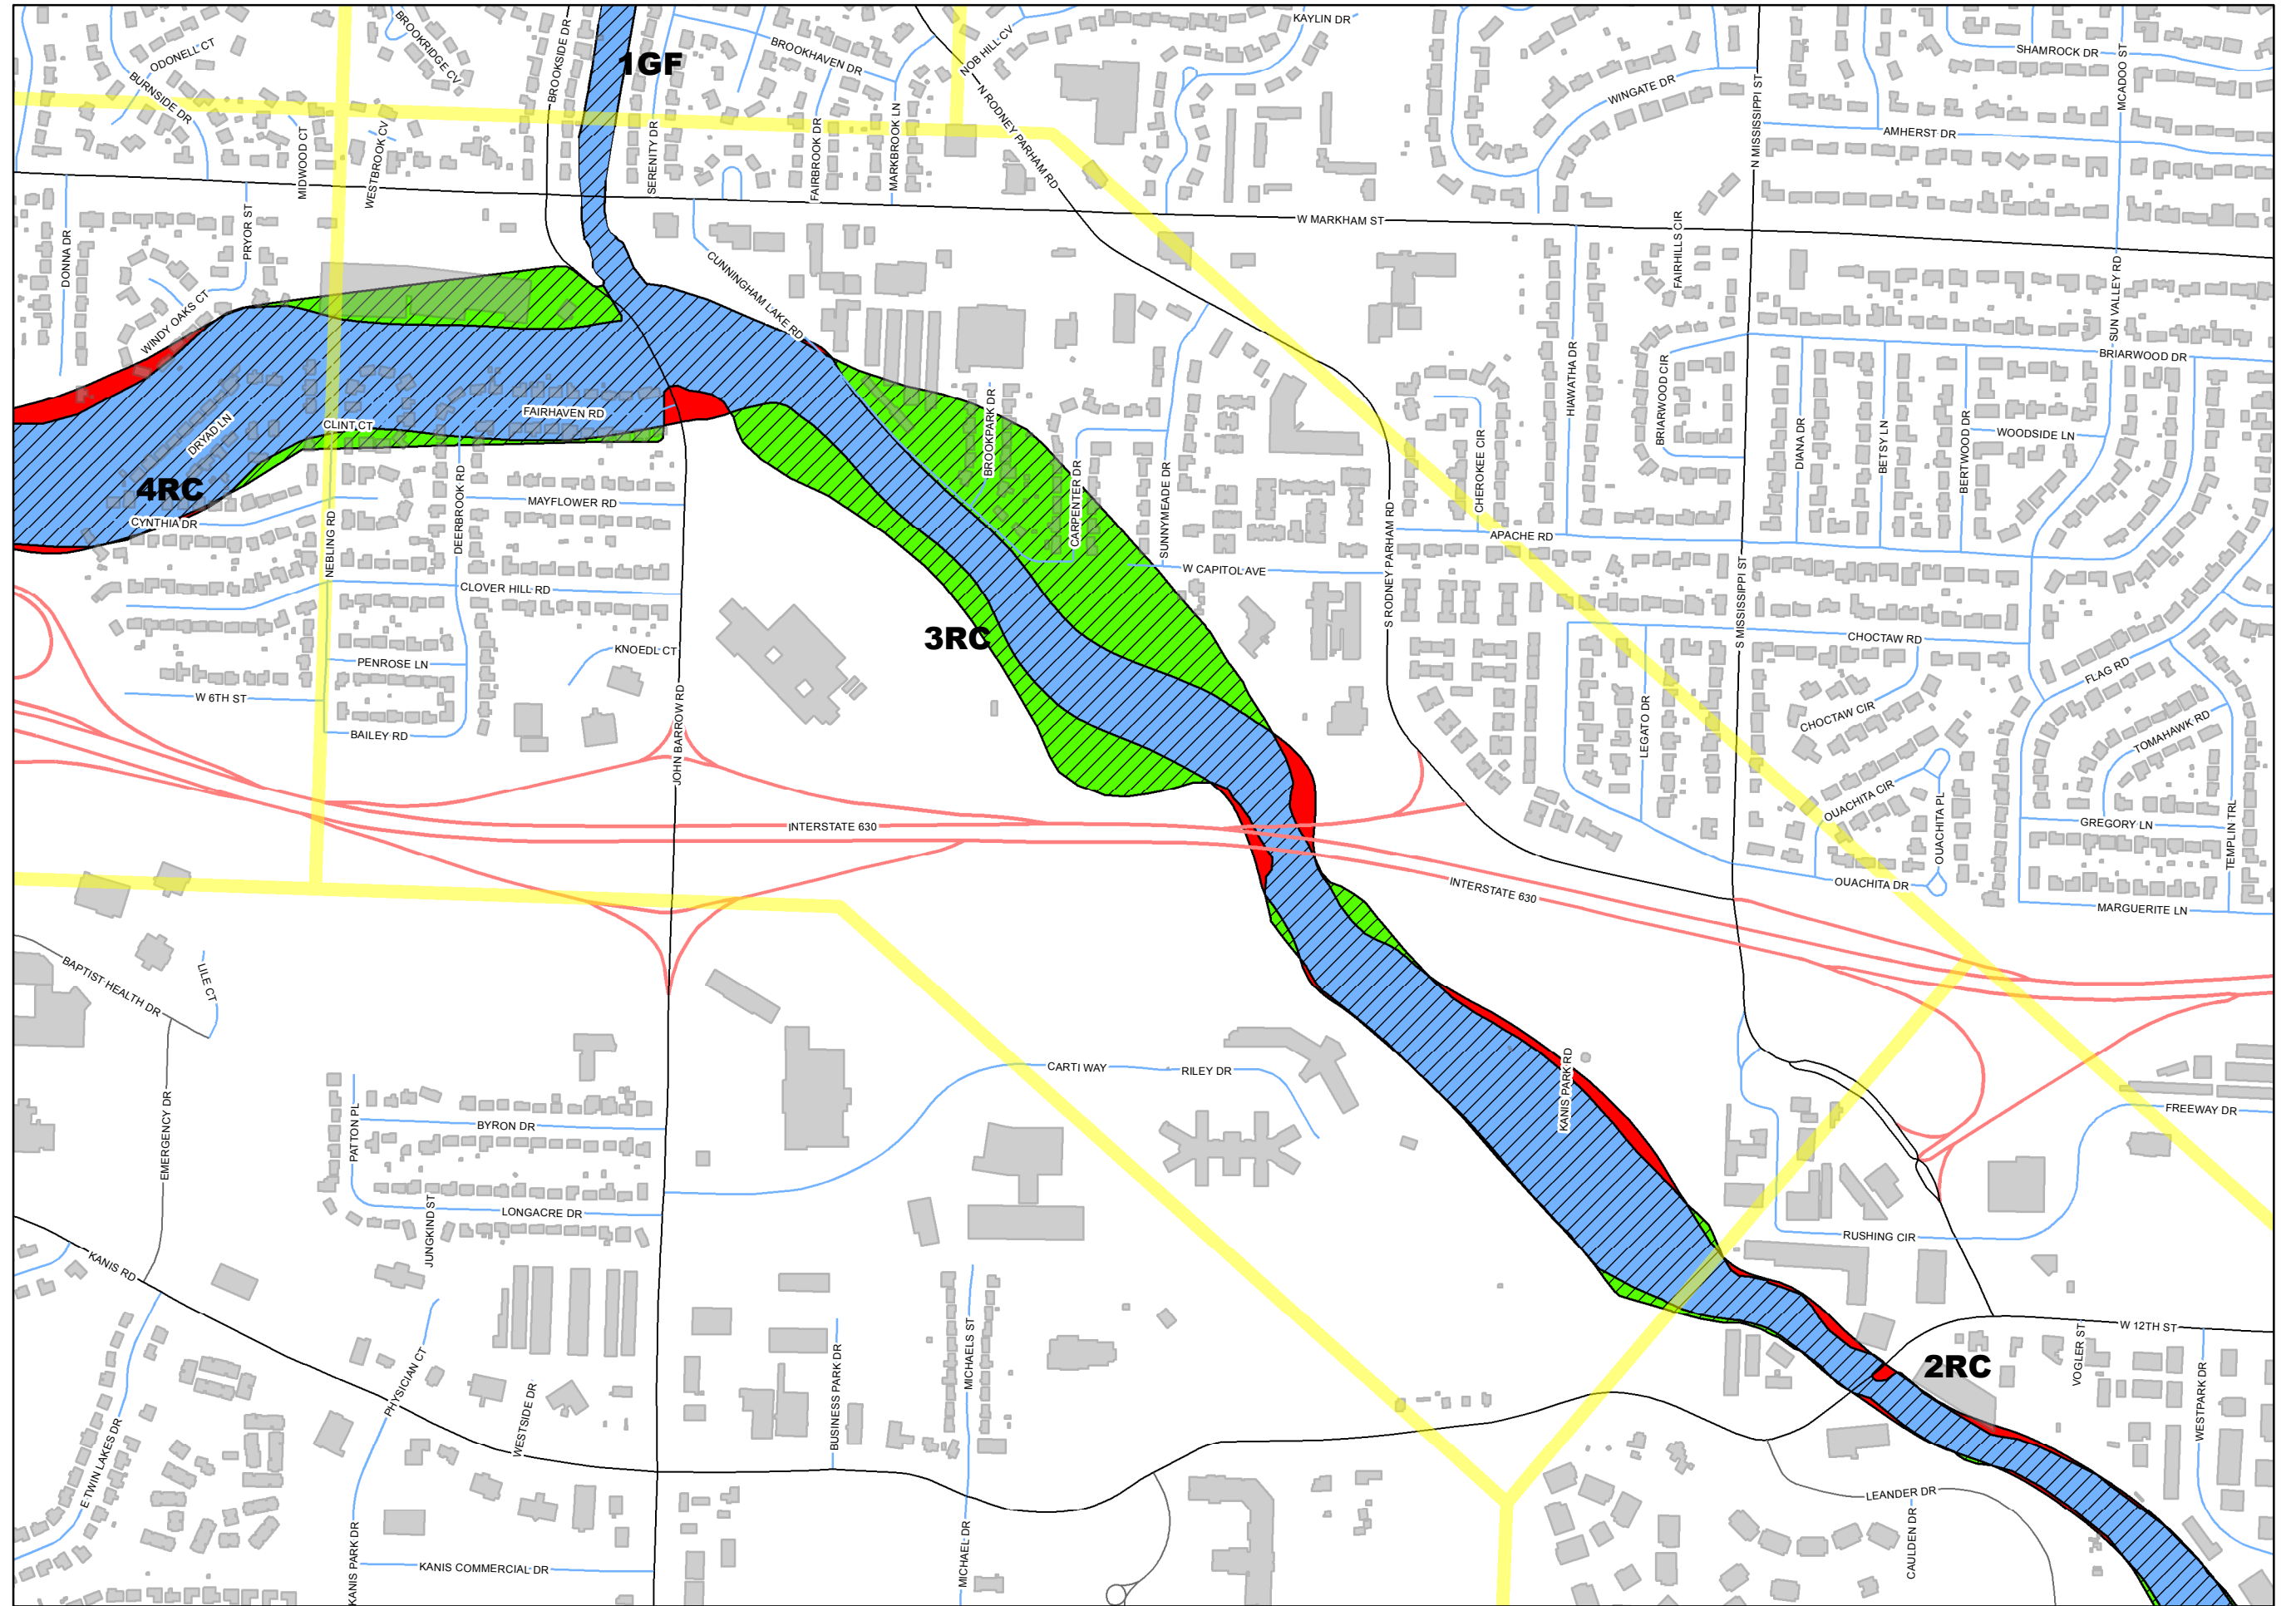 KAYLIN DR
BROOKRIDGE CV
BROOKSIDE DR
ODONELL CT
BROOKHAVEN DR
NOB HILL CV
SHAMROCK DR
MCADOO ST
1GF
BURNSIDE DR
WINGATE DR
N MISSISSIPPI ST
N RODNEY PARHAM RD
AMHERST DR
MIDWOOD CT
WESTBROOK CV
SERENITY DR
FAIRBROOK DR
MARKBROOK LN
W MARKHAM ST
DONNA DR
PRYOR ST
FAIRHILLS CIR
CUNNINGHAM LAKE RD
SUN VALLEY RD
WINDY OAKS CT
BRIARWOOD DR
HIAWATHA DR
BRIARWOOD CIR
FAIRHAVEN RD
CLINT CT
DRYAD LN
BROOKPARK DR
WOODSIDE LN
DIANA DR
BETSY LN
BERTWOOD DR
CHEROKEE CIR
4RC
CARPENTER DR
SUNNYMEADE DR
MAYFLOWER RD
CYNTHIA DR
DEERBROOK RD
NEBLING RD
APACHE RD
W CAPITOL AVE
S RODNEY PARHAM RD
CLOVER HILL RD
S MISSISSIPPI ST
3RC
CHOCTAW RD
KNOEDL CT
PENROSE LN
FLAG RD
W 6TH ST
CHOCTAW CIR
LEGATO DR
TOMAHAWK RD
BAILEY RD
JOHN BARROW RD
OUACHITA CIR
OUACHITA PL
GREGORY LN
TEMPLIN TRL
INTERSTATE 630
OUACHITA DR
INTERSTATE 630
MARGUERITE LN
BAPTIST HEALTH DR
LILE CT
CARTI WAY
RILEY DR
KANIS PARK RD
FREEWAY DR
EMERGENCY DR
PATTON PL
BYRON DR
LONGACRE DR
JUNGKIND ST
RUSHING CIR
KANIS RD
W 12TH ST
VOGLER ST
2RC
PHYSICIAN CT
WESTSIDE DR
BUSINESS PARK DR
MICHAELS ST
WESTPARK DR
E TWIN LAKES DR
LEANDER DR
CAULDEN DR
KANIS PARK DR
KANIS COMMERCIAL DR
MICHAEL DR